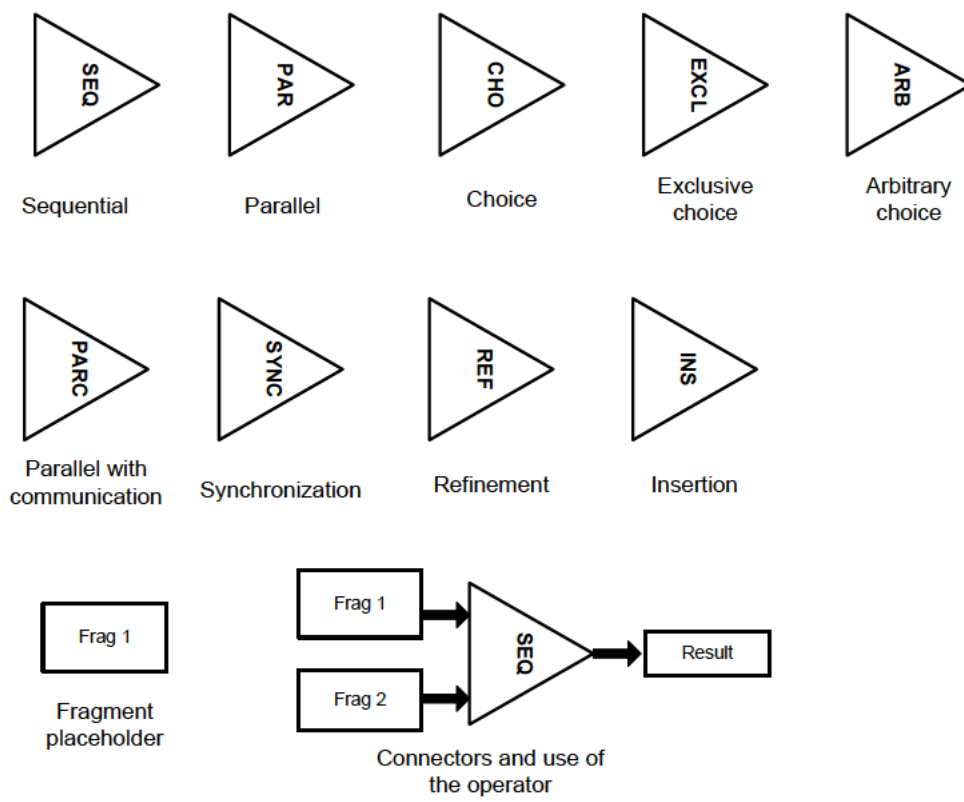 SEQ
PAR
CHO
EXCL
ARB
Sequential
Parallel
Choice
Exclusive
choice
Arbitrary
choice
PARC
SYNC
REF
INS
Parallel with
communication
Synchronization
Refinement
Insertion
Frag 1
Fragment
placeholder
Frag 1
Frag 2
SEQ
Result
Connectors and use of
the operator